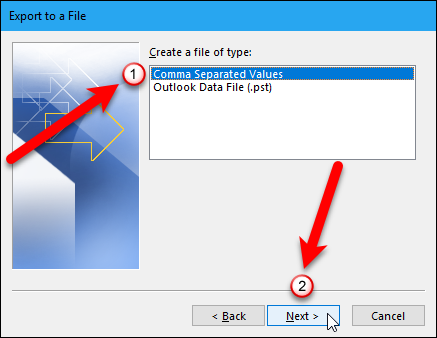 Export to a File
Create a file of type:
1
Comma Separated Values
Outlook Data File (.pst)
2
< Back
Next >
Cancel